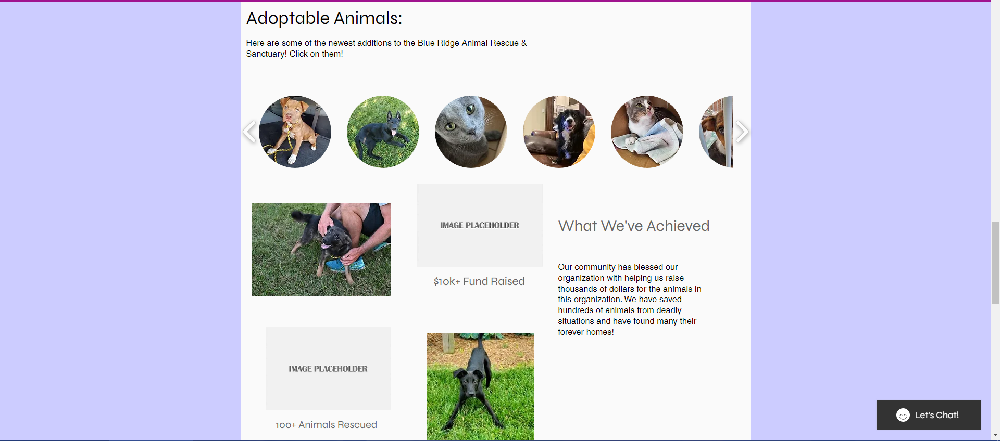 Adoptable Animals:
Here are some of the newest additions to the Blue Ridge Animal Rescue &
Sanctuary! Click on them!
IMAGE PLACEHOLDER
$10k+ Fund Raised
What We've Achieved
Our community has blessed our
organization with helping us raise
thousands of dollars for the animals in
this organization. We have saved
hundreds of animals from deadly
situations and have found many their
forever homes!
IMAGE PLACEHOLDER
100+ Animals Rescued
Let's Chat!